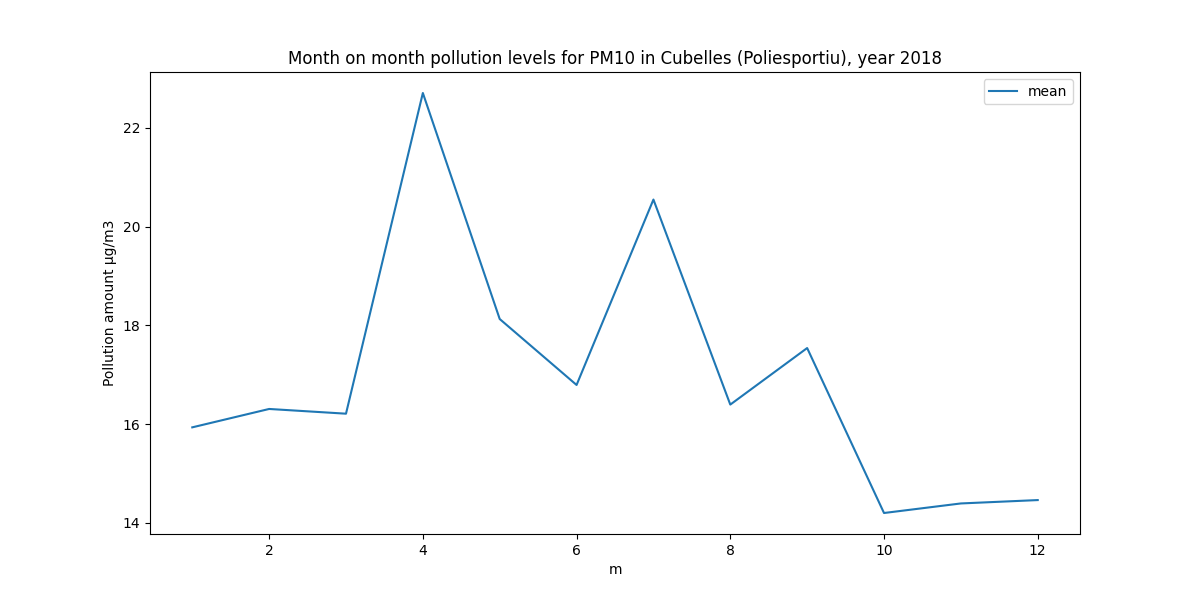 Month on month pollution levels for PM10 in Cubelles (Poliesportiu), year 2018
mean
Pollution amount µg/m3
22
20
18
16
14
2 4 6 8 10 12
m